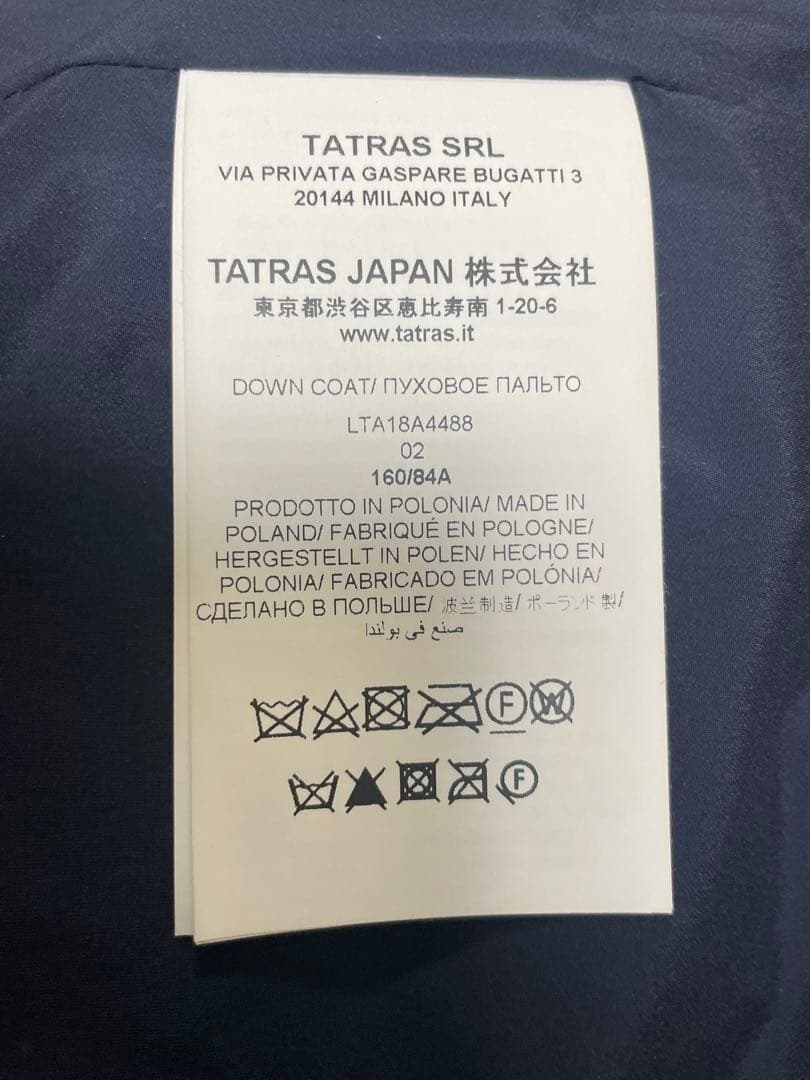 TATRAS SRL
VIA PRIVATA GASPARE BUGATTI 3
20144 MILANO ITALY
TATRAS JAPAN 株式会社
東京都渋谷区恵比寿南 1-20-6
www.tatras.it
DOWN COAT/ ПУХОВОЕ ПАЛЬТО
LTA18A4488
02
160/84A
PRODOTTO IN POLONIA/ MADE IN
POLAND/ FABRIQUÉ EN POLOGNE/
HERGESTELLT IN POLEN/ HECHO EN
POLONIA/ FABRICADO EM POLÓNIA/
СДЕЛАНО В ПОЛЬШЕ/ 波兰制造/ ポーランド製/
صنع في بولندا
F W
F